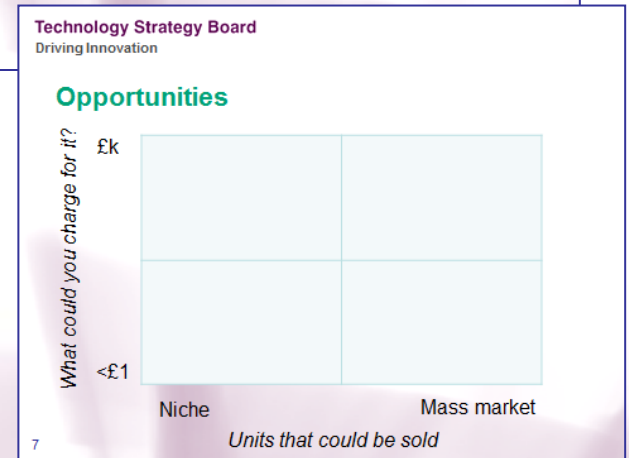 Technology Strategy Board
Driving Innovation
Opportunities
What could you charge for it?
£k
<£1
Niche
Mass market
Units that could be sold
7